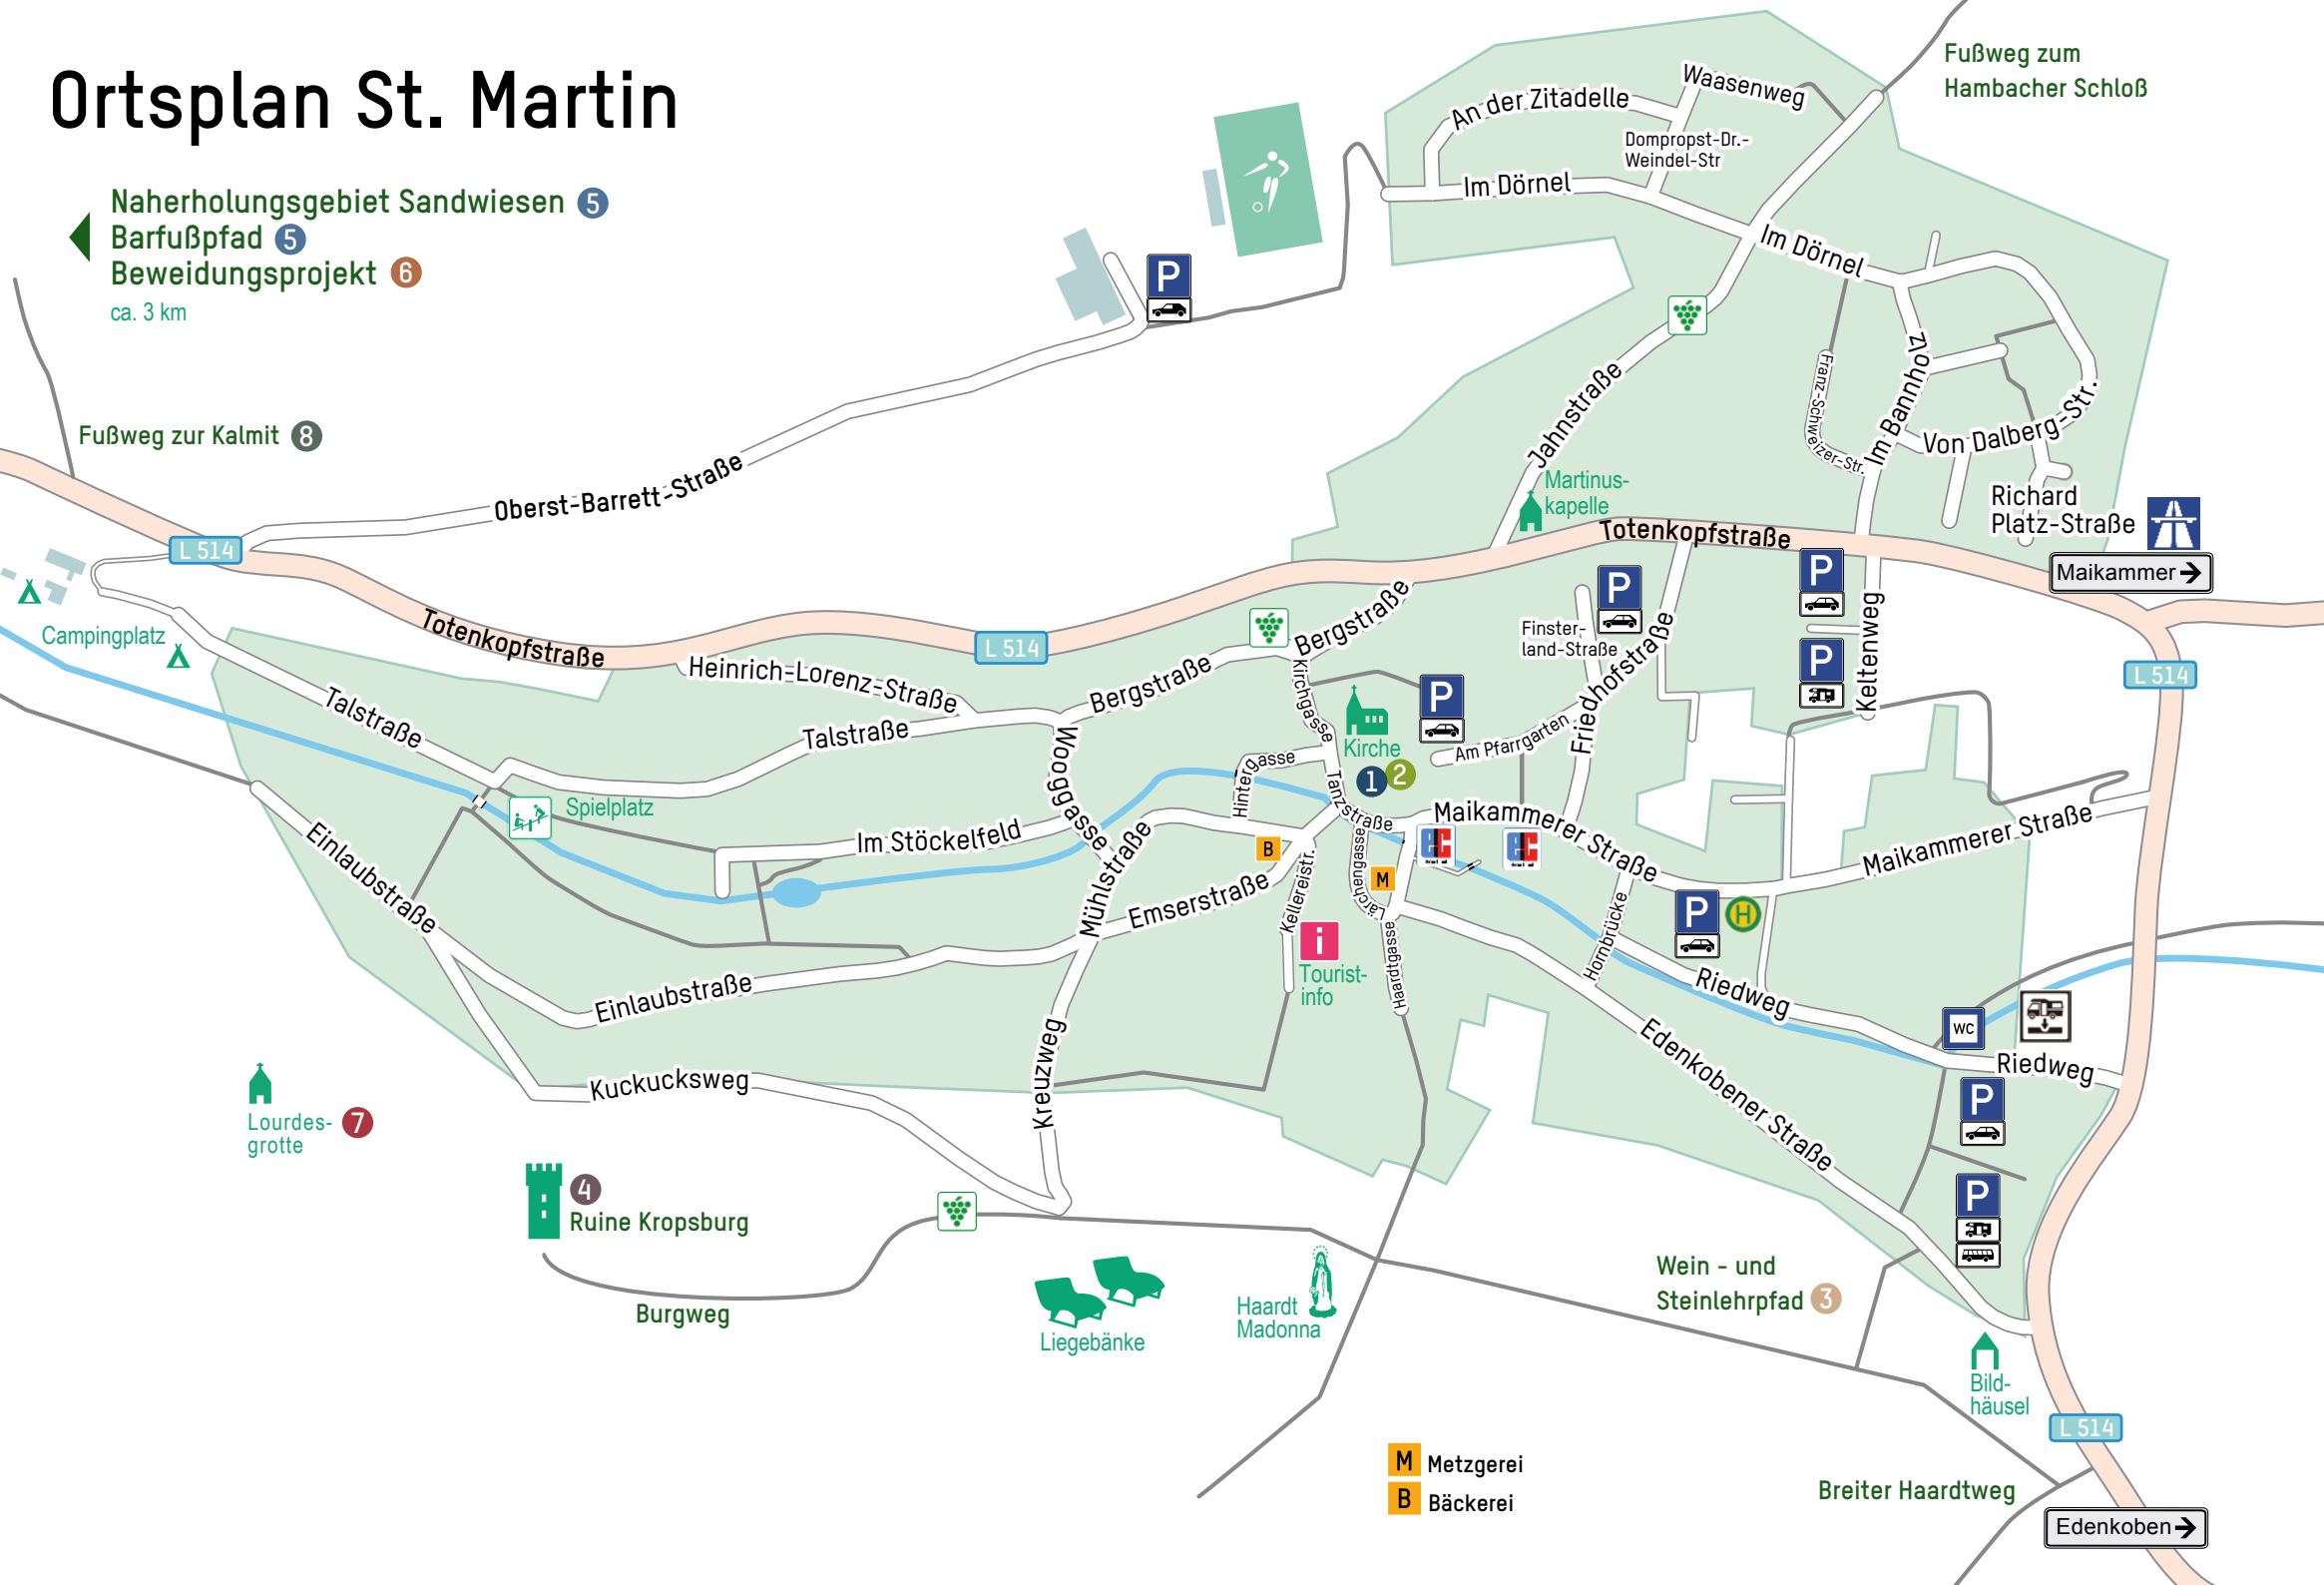 Ortsplan St. Martin
Naherholungsgebiet Sandwiesen 5
Barfußpfad 5
Beweidungsprojekt 6
ca. 3 km
Fußweg zum
Hambacher Schloß
Waasenweg
An der Zitadelle
Dompropst-Dr.-
Weindel-Str
Im Dörnel
Im Dörnel
P
Jahnstraße
Franz-Schweizer-Str.
Im Bannholz
Von Dalberg-Str.
Richard
Platz-Straße
Fußweg zur Kalmit 8
Oberst-Barrett-Straße
L 514
Martinus-
kapelle
Totenkopfstraße
Maikammer
Campingplatz
Totenkopfstraße
L 514
Bergstraße
P
Finster-
land-Straße
Friedhofstraße
P
P
Keltenweg
L 514
Talstraße
Heinrich-Lorenz-Straße
Bergstraße
Kirchgasse
P
Talstraße
Kirche
1
2
Am Pfarrgarten
Wooggasse
Hintergasse
Tanzstraße
Spielplatz
Im Stöckelfeld
Mühlstraße
Maikammerer Straße
Maikammerer Straße
B
M
Lärchengasse
Einlaubstraße
Emserstraße
Kellereistr.
Haardtgasse
Hornbrücke
P
H
i
Tourist-
info
Einlaubstraße
Riedweg
WC
Riedweg
Kuckucksweg
Kreuzweg
Edenkobener Straße
P
Lourdes-
grotte
7
4
Ruine Kropsburg
P
Burgweg
Liegebänke
Haardt
Madonna
Wein - und
Steinlehrpfad 3
Bild-
häusel
L 514
M Metzgerei
B Bäckerei
Breiter Haardtweg
Edenkoben